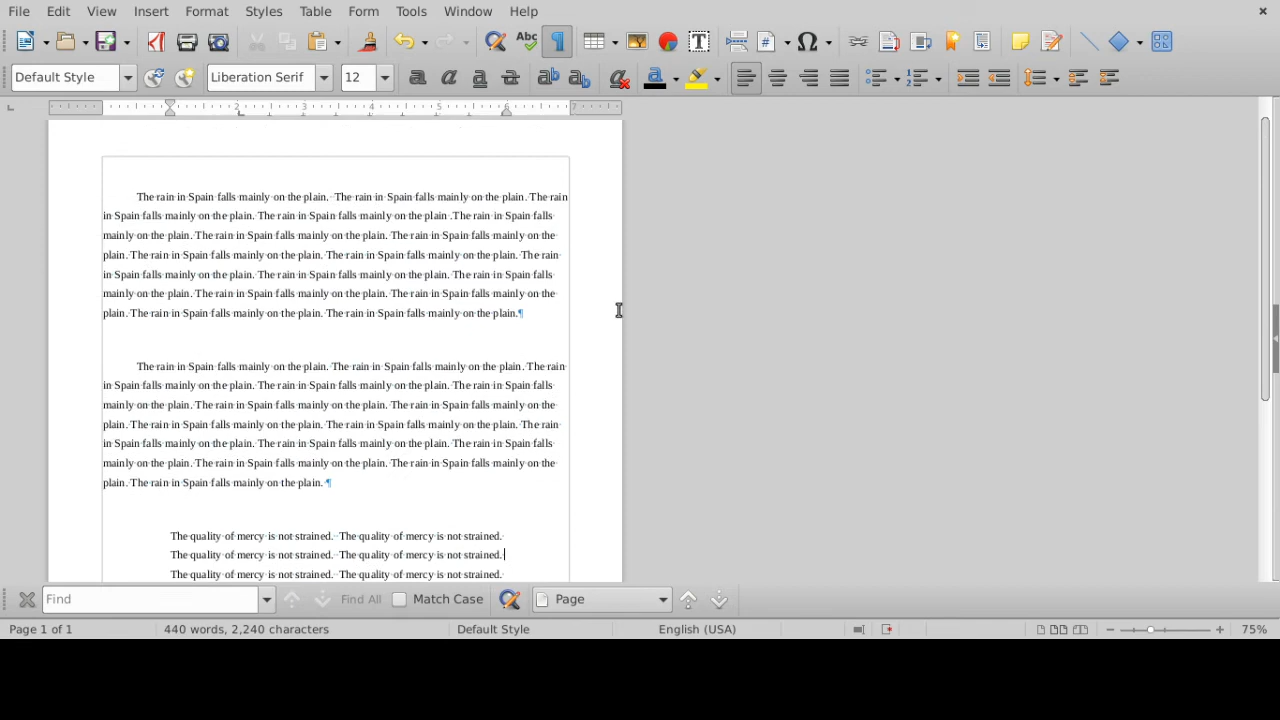 File Edit View Insert Format Styles Table Form Tools Window Help
Default Style Liberation Serif 12
2 3 4 5 6 7
The rain in Spain falls mainly on the plain. The rain in Spain falls mainly on the plain. The rain
in Spain falls mainly on the plain. The rain in Spain falls mainly on the plain .The rain in Spain falls
mainly on the plain. The rain in Spain falls mainly on the plain. The rain in Spain falls mainly on the
plain. The rain in Spain falls mainly on the plain. The rain in Spain falls mainly on the plain. The rain
in Spain falls mainly on the plain. The rain in Spain falls mainly on the plain. The rain in Spain falls
mainly on the plain. The rain in Spain falls mainly on the plain. The rain in Spain falls mainly on the
plain. The rain in Spain falls mainly on the plain. The rain in Spain falls mainly on the plain.¶
The rain in Spain falls mainly on the plain. The rain in Spain falls mainly on the plain. The rain
in Spain falls mainly on the plain. The rain in Spain falls mainly on the plain. The rain in Spain falls
mainly on the plain. The rain in Spain falls mainly on the plain. The rain in Spain falls mainly on the
plain. The rain in Spain falls mainly on the plain. The rain in Spain falls mainly on the plain. The rain
in Spain falls mainly on the plain. The rain in Spain falls mainly on the plain. The rain in Spain falls
mainly on the plain. The rain in Spain falls mainly on the plain. The rain in Spain falls mainly on the
plain. The rain in Spain falls mainly on the plain. ¶
The quality of mercy is not strained. The quality of mercy is not strained.
The quality of mercy is not strained. The quality of mercy is not strained.
The quality of mercy is not strained. The quality of mercy is not strained.
Find Find All Match Case Page
Page 1 of 1 440 words, 2,240 characters Default Style English (USA) 75%